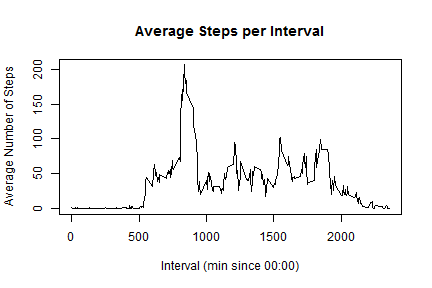 Average Steps per Interval
Average Number of Steps
200
150
100
50
0
0 500 1000 1500 2000
Interval (min since 00:00)